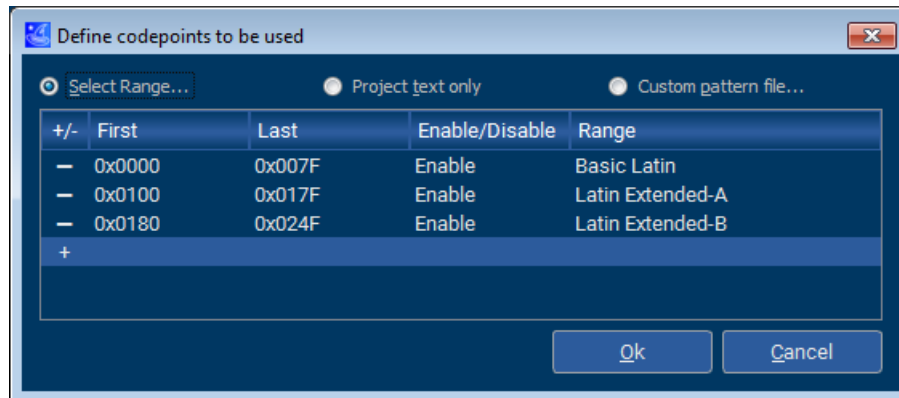 Define codepoints to be used
Select Range... Project text only Custom pattern file...
+/- First Last Enable/Disable Range
– 0x0000 0x007F Enable Basic Latin
– 0x0100 0x017F Enable Latin Extended-A
– 0x0180 0x024F Enable Latin Extended-B
+
Ok Cancel